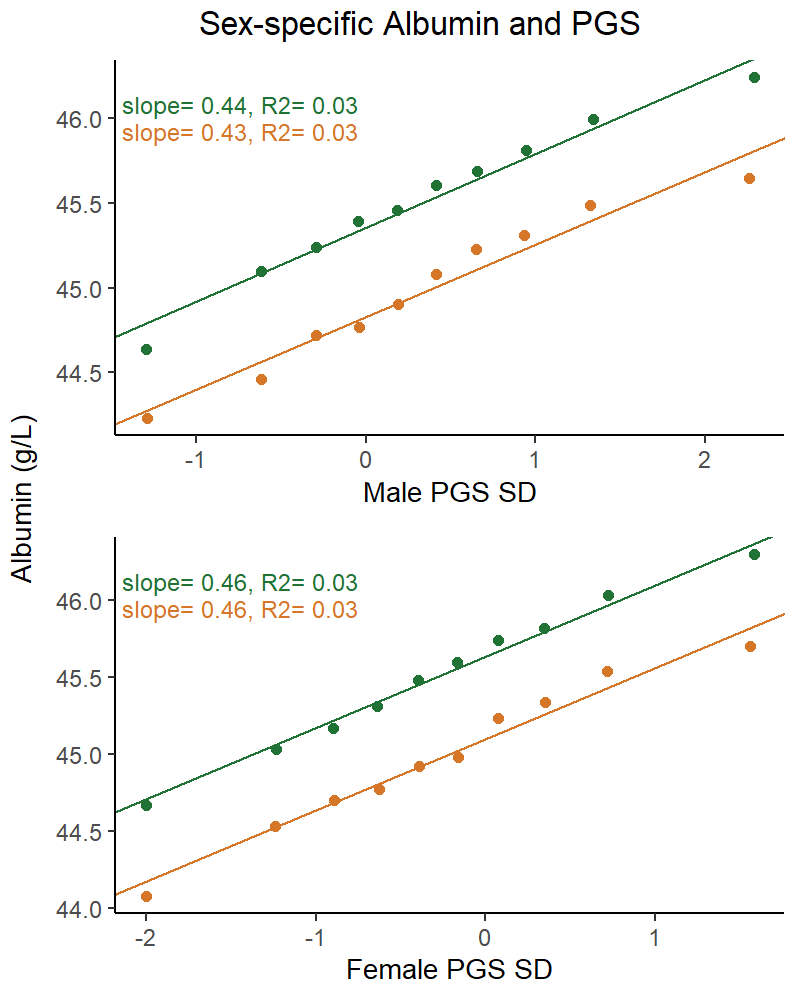 Sex-specific Albumin and PGS
slope= 0.44, R2= 0.03
slope= 0.43, R2= 0.03
46.0
45.5
45.0
44.5
-1
0
1
2
Male PGS SD
Albumin (g/L)
slope= 0.46, R2= 0.03
slope= 0.46, R2= 0.03
46.0
45.5
45.0
44.5
44.0
-2
-1
0
1
Female PGS SD